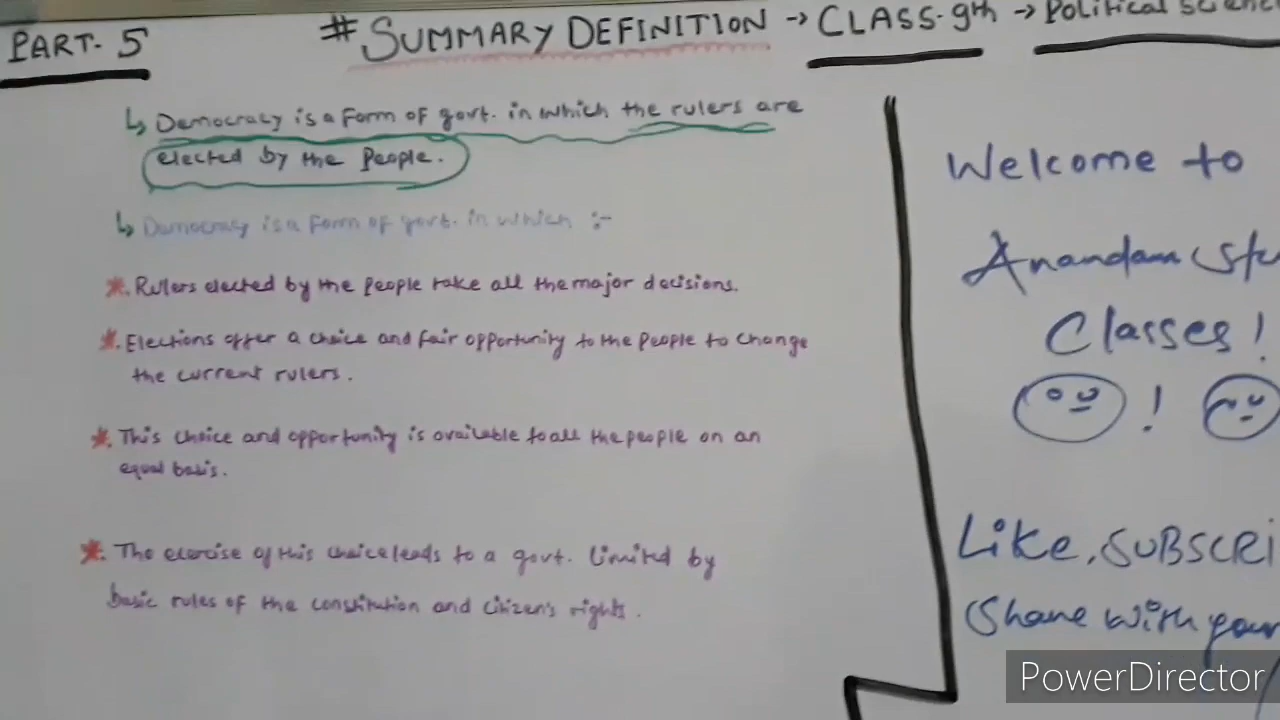 PART-5
# SUMMARY DEFINITION → CLASS-9th → Political Scienc
↳ Democracy is a form of govt. in which the rulers are
elected by the People.
↳ Democracy is a form of govt. in which :-
*. Rulers elected by the People take all the major decisions.
*. Elections offer a choice and fair opportunity to the People to change
the current rulers.
*. This choice and opportunity is available to all the people on an
equal basis.
*. The exercise of this choice leads to a govt. limited by
basic rules of the constitution and citizen's rights.
Welcome to
Anandam Stu
Classes!
!
Like, SUBSCRI
Share with your
PowerDirector